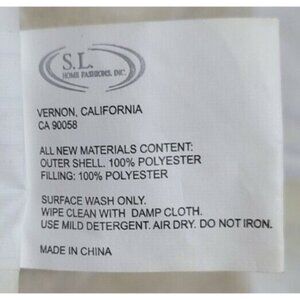 S.L.
HOME FASHIONS, INC.
VERNON, CALIFORNIA
CA 90058
ALL NEW MATERIALS CONTENT:
OUTER SHELL. 100% POLYESTER
FILLING: 100% POLYESTER
SURFACE WASH ONLY.
WIPE CLEAN WITH DAMP CLOTH.
USE MILD DETERGENT. AIR DRY. DO NOT IRON.
MADE IN CHINA